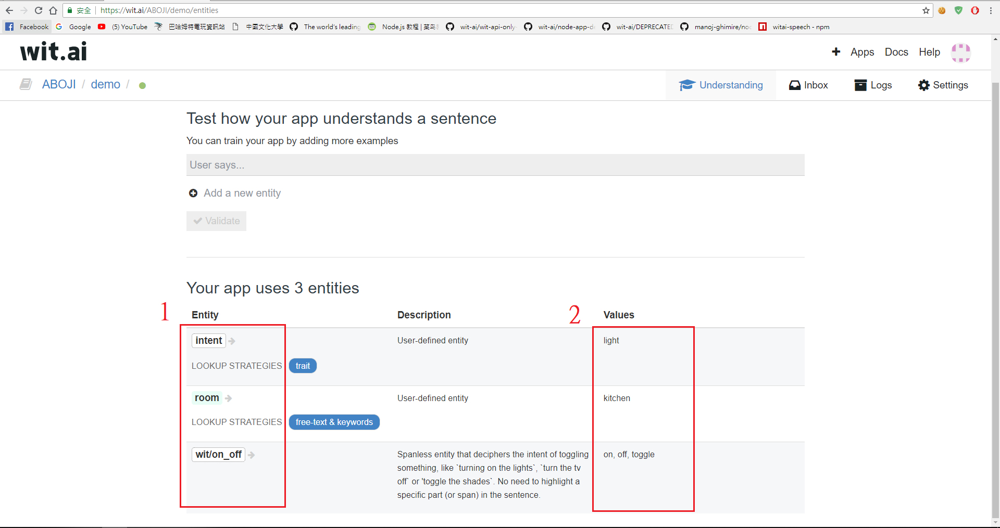 安全 https://wit.ai/ABOJI/demo/entities
Facebook Google (5) YouTube 巴哈姆特電玩資訊站 中國文化大學 The world's leading Node.js 教程 | 菜鸟 wit-ai/wit-api-only- wit-ai/node-app-de wit-ai/DEPRECATED manoj-ghimire/noc witai-speech - npm
wit.ai
Apps Docs Help
ABOJI / demo /
Understanding Inbox Logs Settings
Test how your app understands a sentence
You can train your app by adding more examples
User says...
Add a new entity
Validate
Your app uses 3 entities
1 2
Entity Description Values
intent User-defined entity light
LOOKUP STRATEGIES trait
room User-defined entity kitchen
LOOKUP STRATEGIES free-text & keywords
wit/on_off Spanless entity that deciphers the intent of toggling on, off, toggle
something, like `turning on the lights`, `turn the tv
off` or 'toggle the shades`. No need to highlight a
specific part (or span) in the sentence.